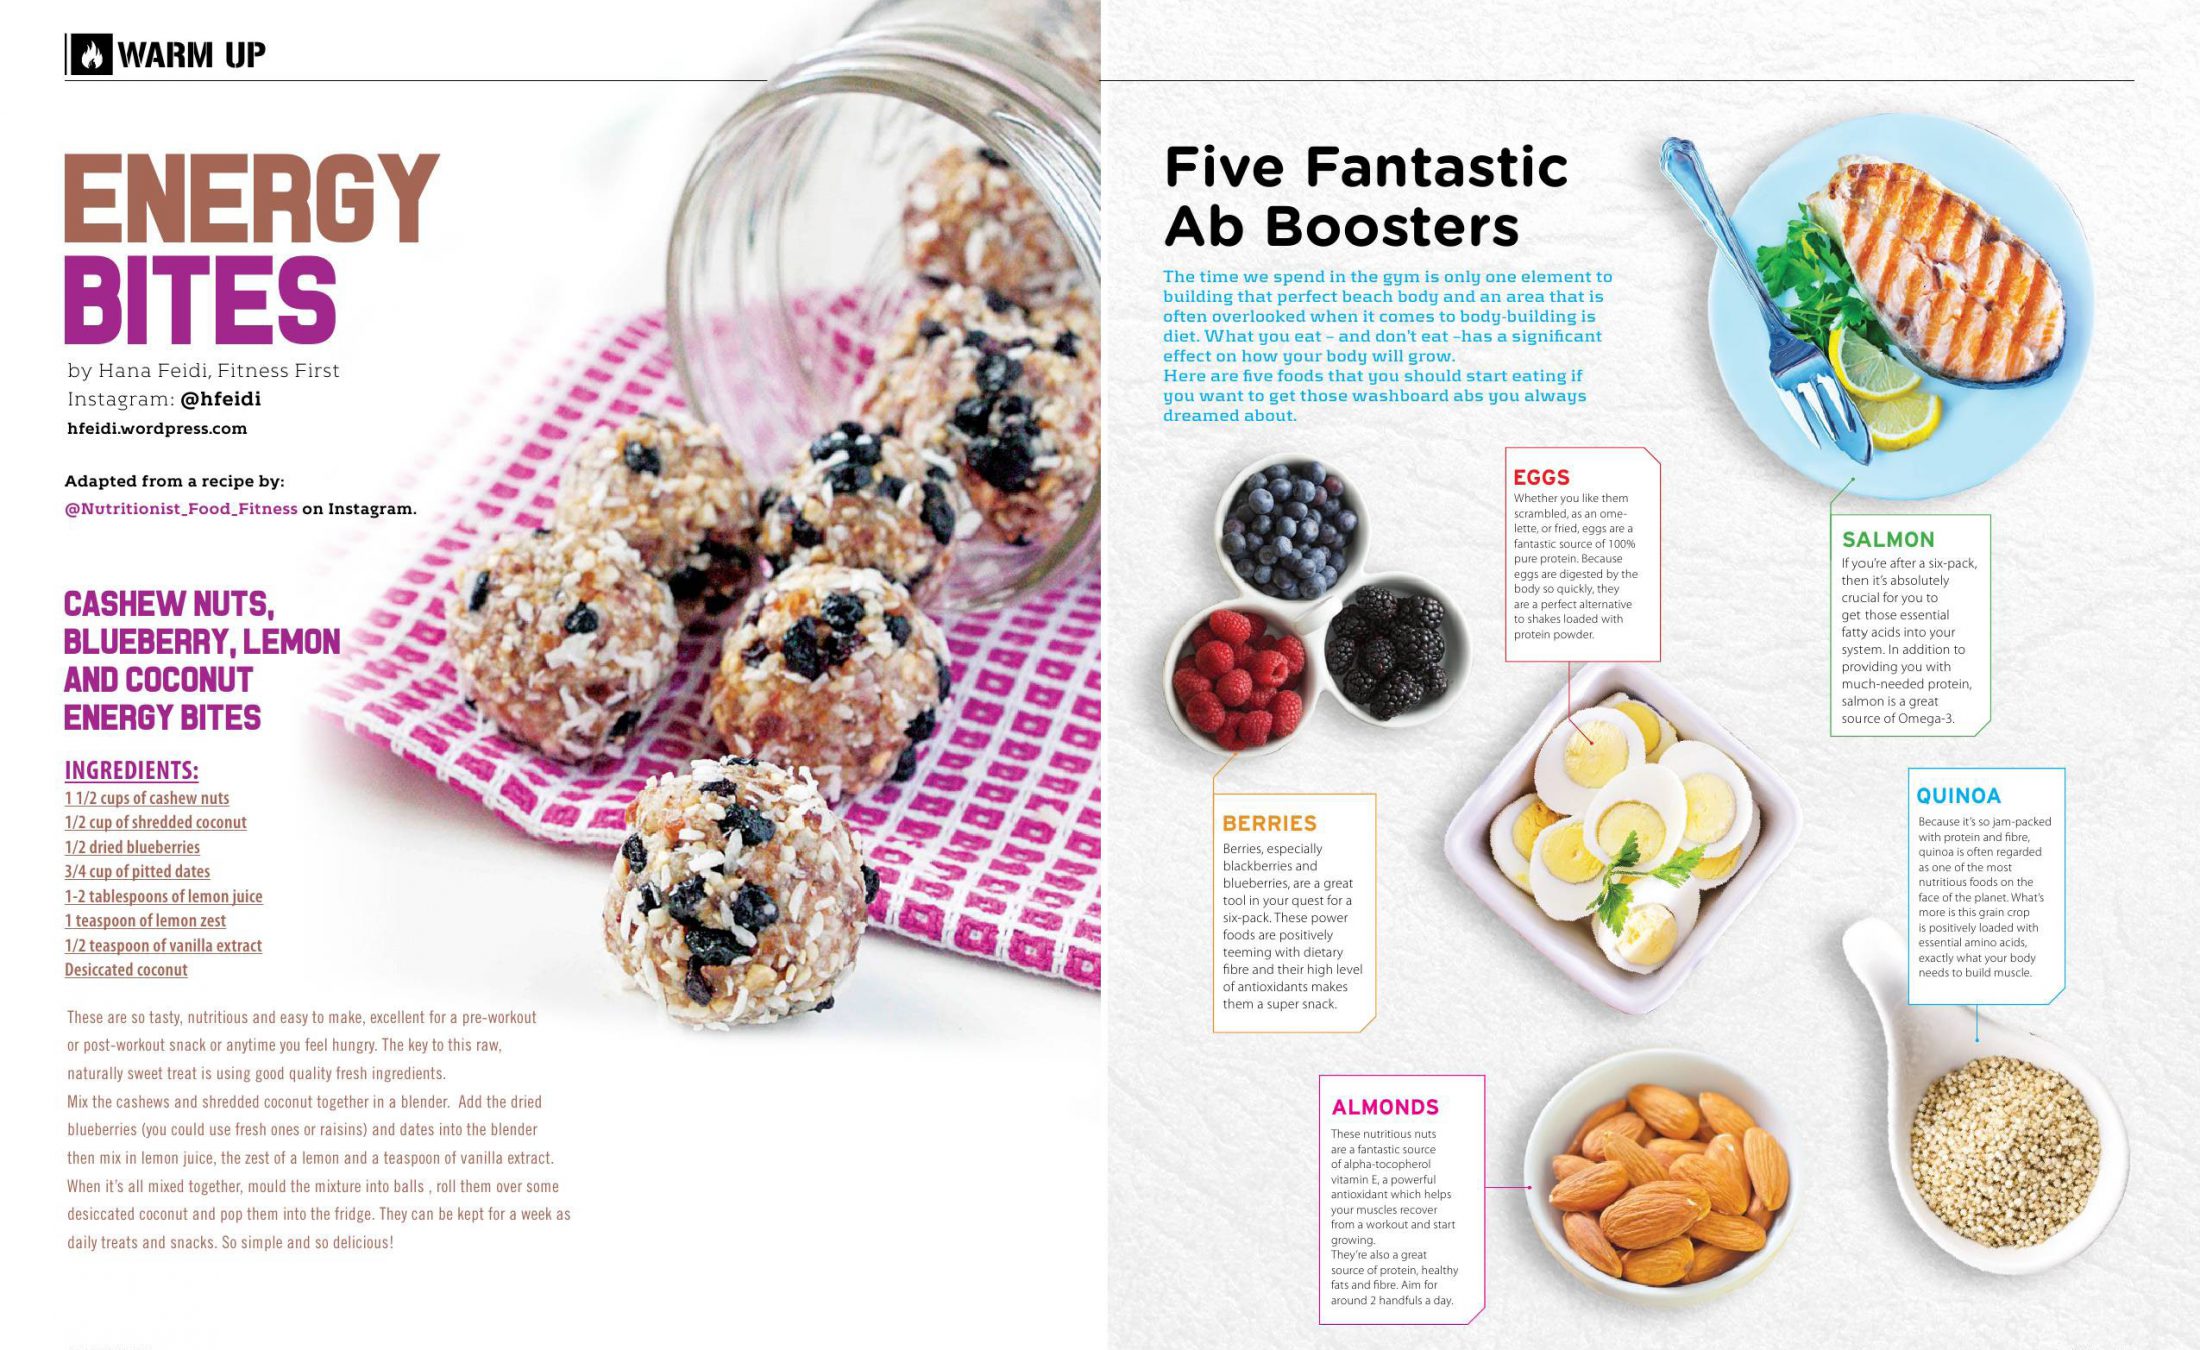 WARM UP
ENERGY
BITES
by Hana Feidi, Fitness First
Instagram: @hfeidi
hfeidi.wordpress.com
Adapted from a recipe by:
@Nutritionist_Food_Fitness on Instagram.
CASHEW NUTS,
BLUEBERRY, LEMON
AND COCONUT
ENERGY BITES
INGREDIENTS:
1 1/2 cups of cashew nuts
1/2 cup of shredded coconut
1/2 dried blueberries
3/4 cup of pitted dates
1-2 tablespoons of lemon juice
1 teaspoon of lemon zest
1/2 teaspoon of vanilla extract
Desiccated coconut
These are so tasty, nutritious and easy to make, excellent for a pre-workout
or post-workout snack or anytime you feel hungry. The key to this raw,
naturally sweet treat is using good quality fresh ingredients.
Mix the cashews and shredded coconut together in a blender. Add the dried
blueberries (you could use fresh ones or raisins) and dates into the blender
then mix in lemon juice, the zest of a lemon and a teaspoon of vanilla extract.
When it's all mixed together, mould the mixture into balls , roll them over some
desiccated coconut and pop them into the fridge. They can be kept for a week as
daily treats and snacks. So simple and so delicious!
Five Fantastic
Ab Boosters
The time we spend in the gym is only one element to
building that perfect beach body and an area that is
often overlooked when it comes to body-building is
diet. What you eat – and don't eat –has a significant
effect on how your body will grow.
Here are five foods that you should start eating if
you want to get those washboard abs you always
dreamed about.
EGGS
Whether you like them
scrambled, as an ome-
lette, or fried, eggs are a
fantastic source of 100%
pure protein. Because
eggs are digested by the
body so quickly, they
are a perfect alternative
to shakes loaded with
protein powder.
SALMON
If you're after a six-pack,
then it's absolutely
crucial for you to
get those essential
fatty acids into your
system. In addition to
providing you with
much-needed protein,
salmon is a great
source of Omega-3.
BERRIES
Berries, especially
blackberries and
blueberries, are a great
tool in your quest for a
six-pack. These power
foods are positively
teeming with dietary
fibre and their high level
of antioxidants makes
them a super snack.
QUINOA
Because it's so jam-packed
with protein and fibre,
quinoa is often regarded
as one of the most
nutritious foods on the
face of the planet. What's
more is this grain crop
is positively loaded with
essential amino acids,
exactly what your body
needs to build muscle.
ALMONDS
These nutritious nuts
are a fantastic source
of alpha-tocopherol
vitamin E, a powerful
antioxidant which helps
your muscles recover
from a workout and start
growing.
They're also a great
source of protein, healthy
fats and fibre. Aim for
around 2 handfuls a day.